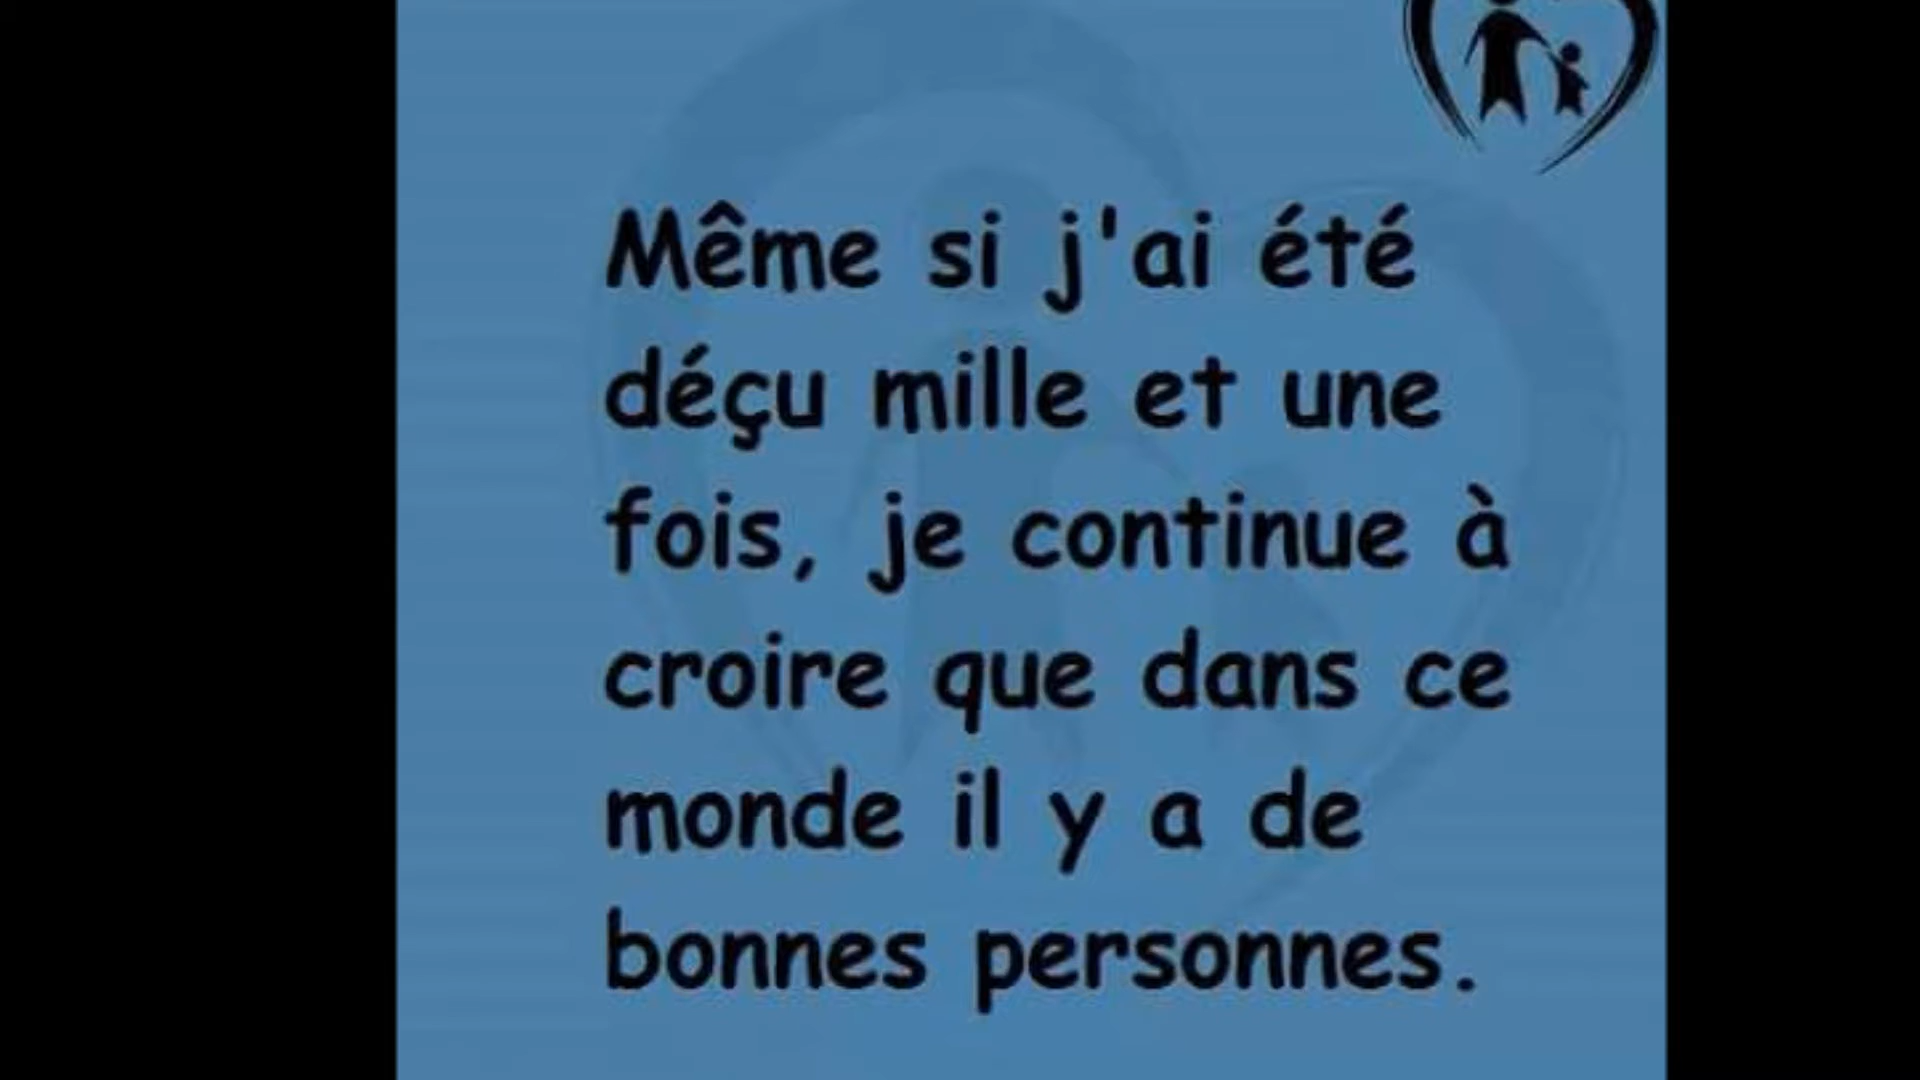 Même si j'ai été
déçu mille et une
fois, je continue à
croire que dans ce
monde il y a de
bonnes personnes.